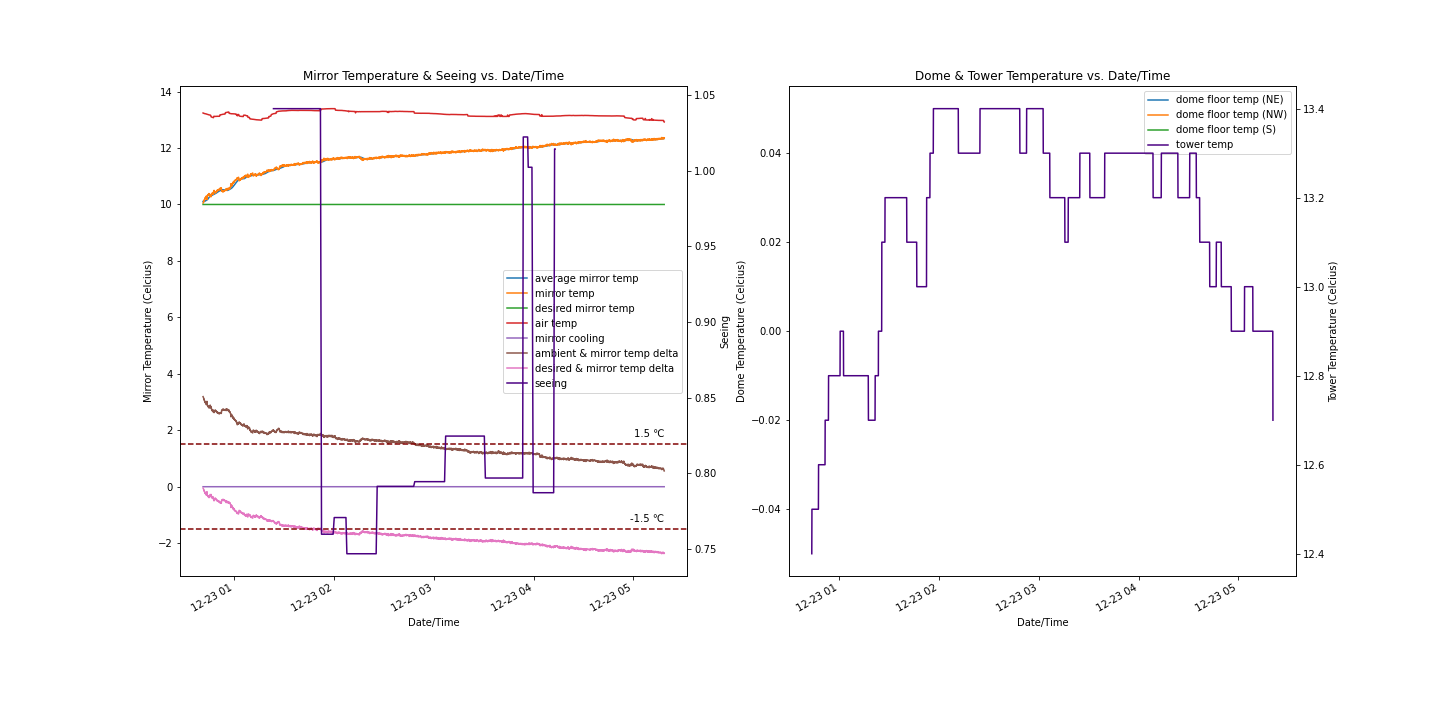 Mirror Temperature & Seeing vs. Date/Time
14
12
10
8
6
4
2
0
−2
Mirror Temperature (Celcius)
1.05
1.00
0.95
0.90
0.85
0.80
0.75
Seeing
average mirror temp
mirror temp
desired mirror temp
air temp
mirror cooling
ambient & mirror temp delta
desired & mirror temp delta
seeing
1.5 °C
-1.5 °C
12-23 01
12-23 02
12-23 03
12-23 04
12-23 05
Date/Time
Dome & Tower Temperature vs. Date/Time
0.04
0.02
0.00
−0.02
−0.04
Dome Temperature (Celcius)
dome floor temp (NE)
dome floor temp (NW)
dome floor temp (S)
tower temp
13.4
13.2
13.0
12.8
12.6
12.4
Tower Temperature (Celcius)
12-23 01
12-23 02
12-23 03
12-23 04
12-23 05
Date/Time